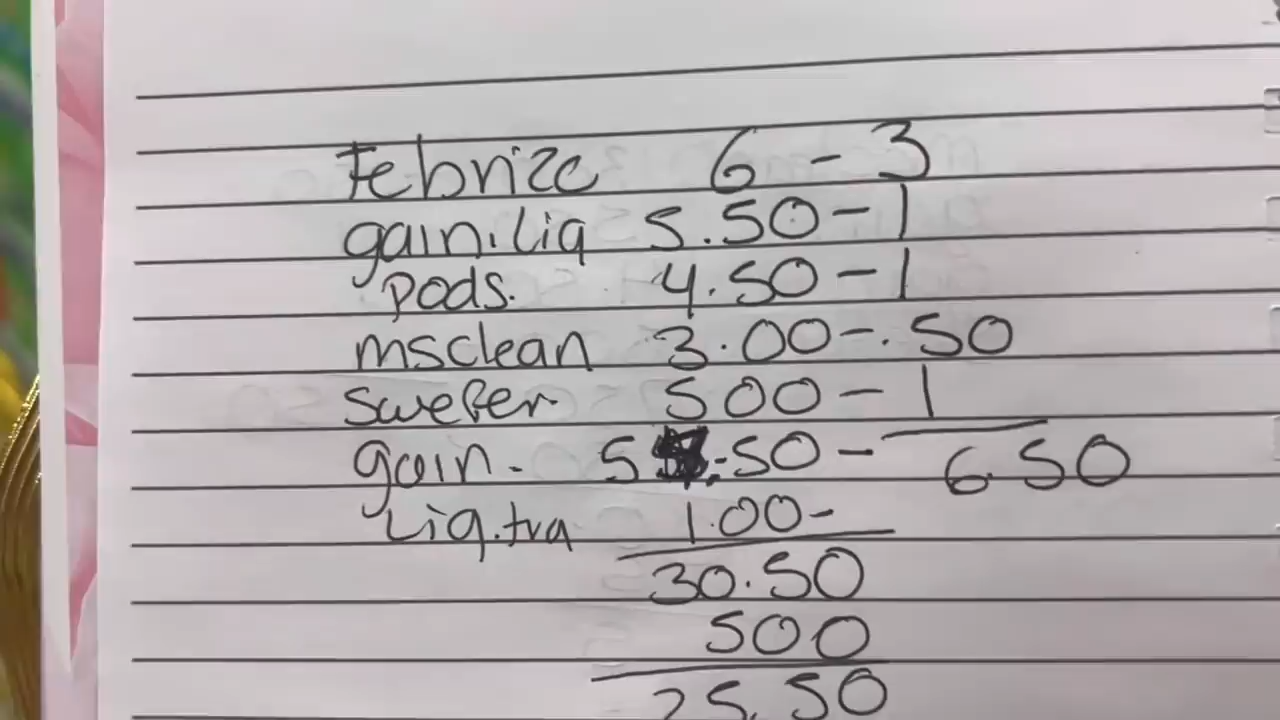 Febrize 6 - 3
gain.Liq 5.50 - 1
pods. 4.50 - 1
msclean 3.00 - .50
swefer 500 - 1
gain - 5 .50 - 6.50
Liq.tra 1.00 -
30.50
500
25.50